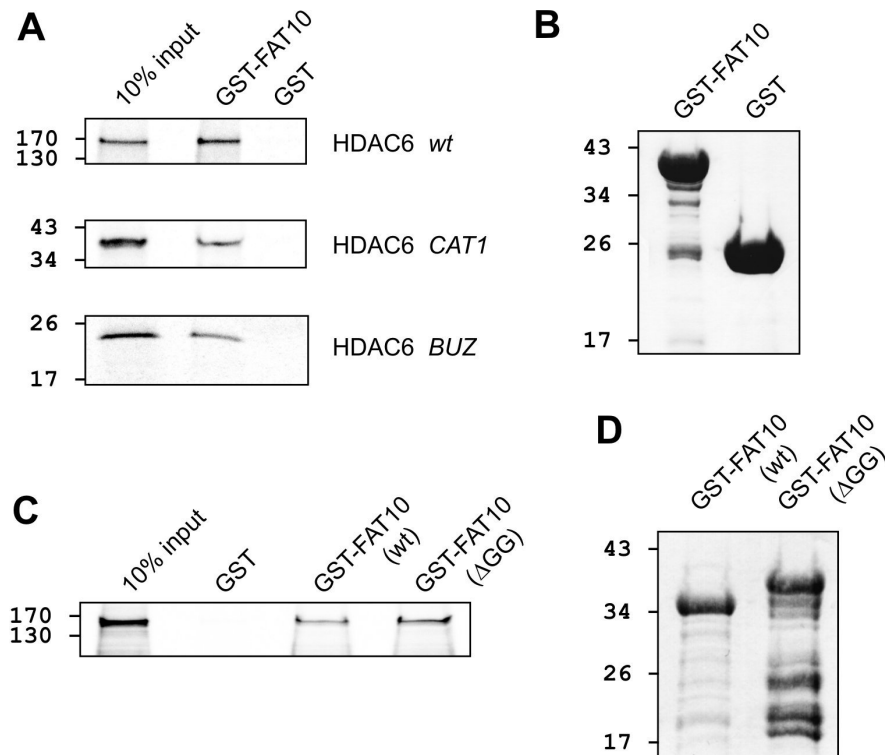 A
10% input
GST-FAT10
GST
170
130
HDAC6 wt
43
34
HDAC6 CAT1
26
17
HDAC6 BUZ
B
GST-FAT10
GST
43
34
26
17
C
10% input
GST
GST-FAT10
(wt)
GST-FAT10
(ΔGG)
170
130
D
GST-FAT10
(wt)
GST-FAT10
(ΔGG)
43
34
26
17